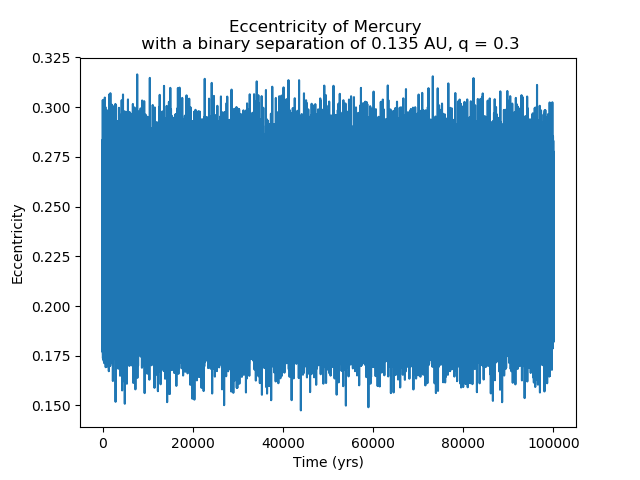 Eccentricity of Mercury
with a binary separation of 0.135 AU, q = 0.3
0.325
0.300
0.275
0.250
0.225
0.200
0.175
0.150
Eccentricity
0 20000 40000 60000 80000 100000
Time (yrs)